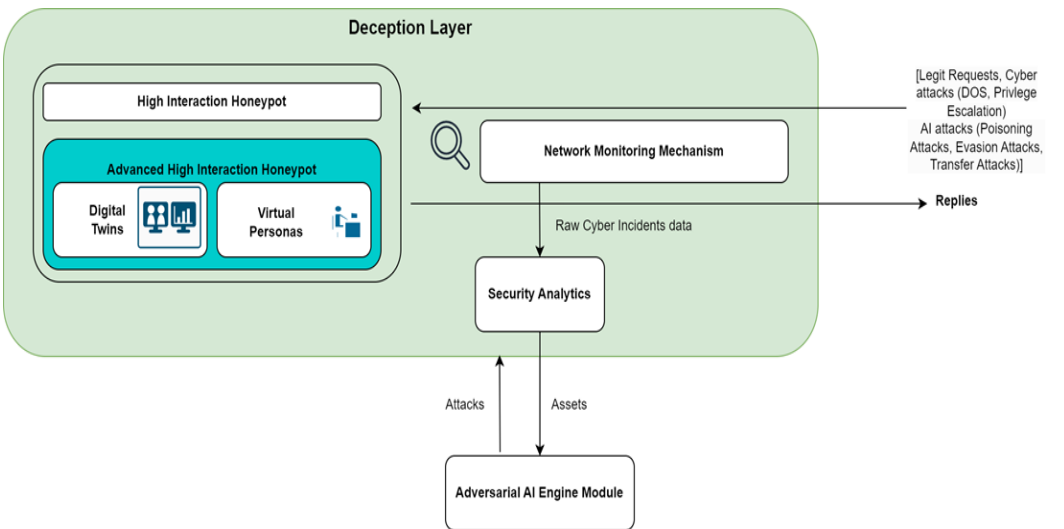 Deception Layer
High Interaction Honeypot
Advanced High Interaction Honeypot
Digital
Twins
Virtual
Personas
Network Monitoring Mechanism
[Legit Requests, Cyber
attacks (DOS, Privlege
Escalation)
AI attacks (Poisoning
Attacks, Evasion Attacks,
Transfer Attacks)]
Replies
Raw Cyber Incidents data
Security Analytics
Attacks
Assets
Adversarial AI Engine Module